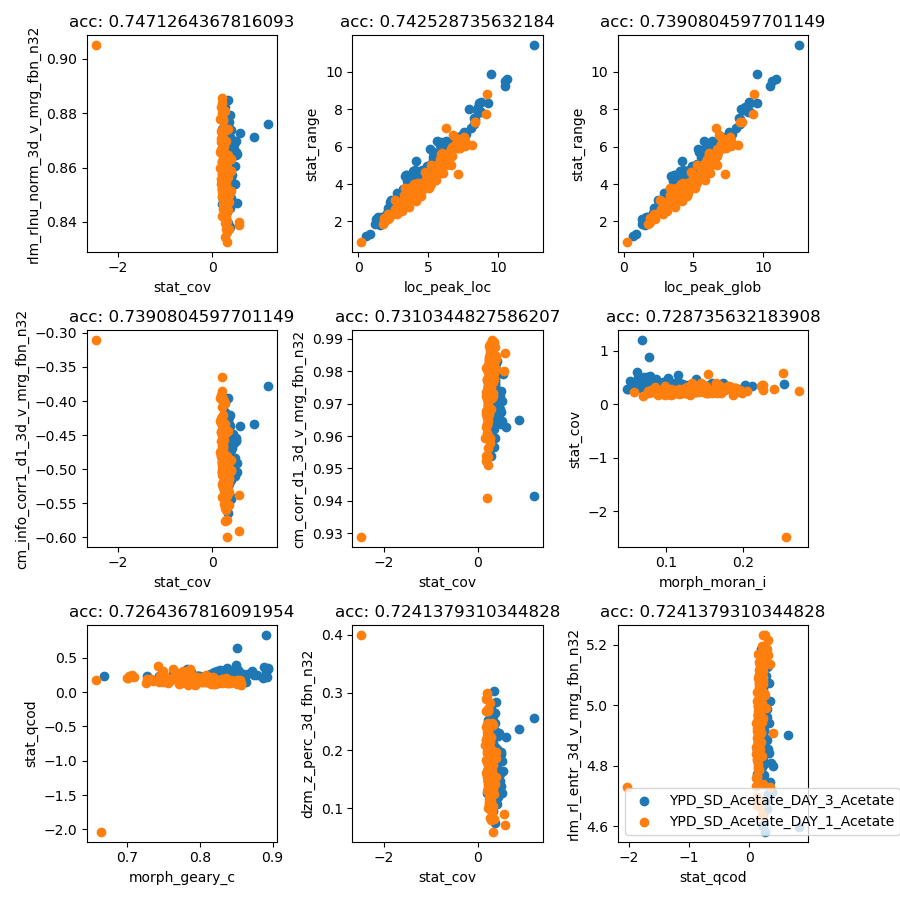 acc: 0.7471264367816093
rlm_rlnu_norm_3d_v_mrg_fbn_n32
0.90
0.88
0.86
0.84
−2
0
stat_cov
acc: 0.742528735632184
stat_range
10
8
6
4
2
0
5
10
loc_peak_loc
acc: 0.7390804597701149
stat_range
10
8
6
4
2
0
5
10
loc_peak_glob
acc: 0.7390804597701149
cm_info_corr1_d1_3d_v_mrg_fbn_n32
−0.30
−0.35
−0.40
−0.45
−0.50
−0.55
−0.60
−2
0
stat_cov
acc: 0.7310344827586207
cm_corr_d1_3d_v_mrg_fbn_n32
0.99
0.98
0.97
0.96
0.95
0.94
0.93
−2
0
stat_cov
acc: 0.728735632183908
stat_cov
1
0
−1
−2
0.1
0.2
morph_moran_i
acc: 0.7264367816091954
stat_qcod
0.5
0.0
−0.5
−1.0
−1.5
−2.0
0.7
0.8
0.9
morph_geary_c
acc: 0.7241379310344828
dzm_z_perc_3d_fbn_n32
0.4
0.3
0.2
0.1
−2
0
stat_cov
acc: 0.7241379310344828
rlm_rl_entr_3d_v_mrg_fbn_n32
5.2
5.0
4.8
4.6
YPD_SD_Acetate_DAY_3_Acetate
YPD_SD_Acetate_DAY_1_Acetate
−2
−1
0
stat_qcod